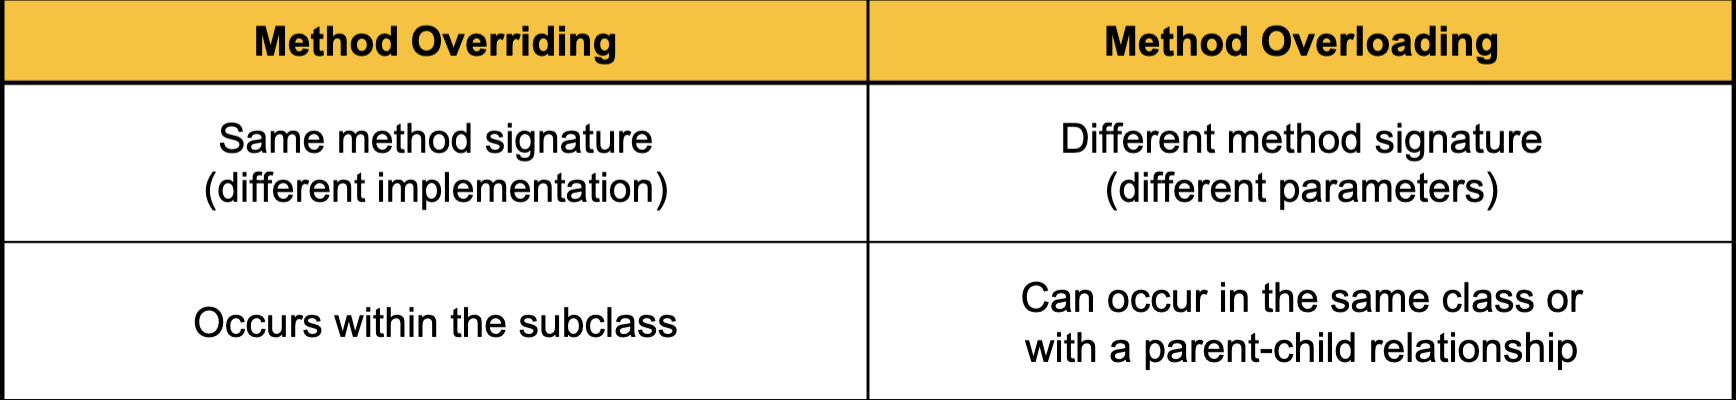 Method Overriding
Method Overloading
Same method signature
(different implementation)
Different method signature
(different parameters)
Occurs within the subclass
Can occur in the same class or
with a parent-child relationship